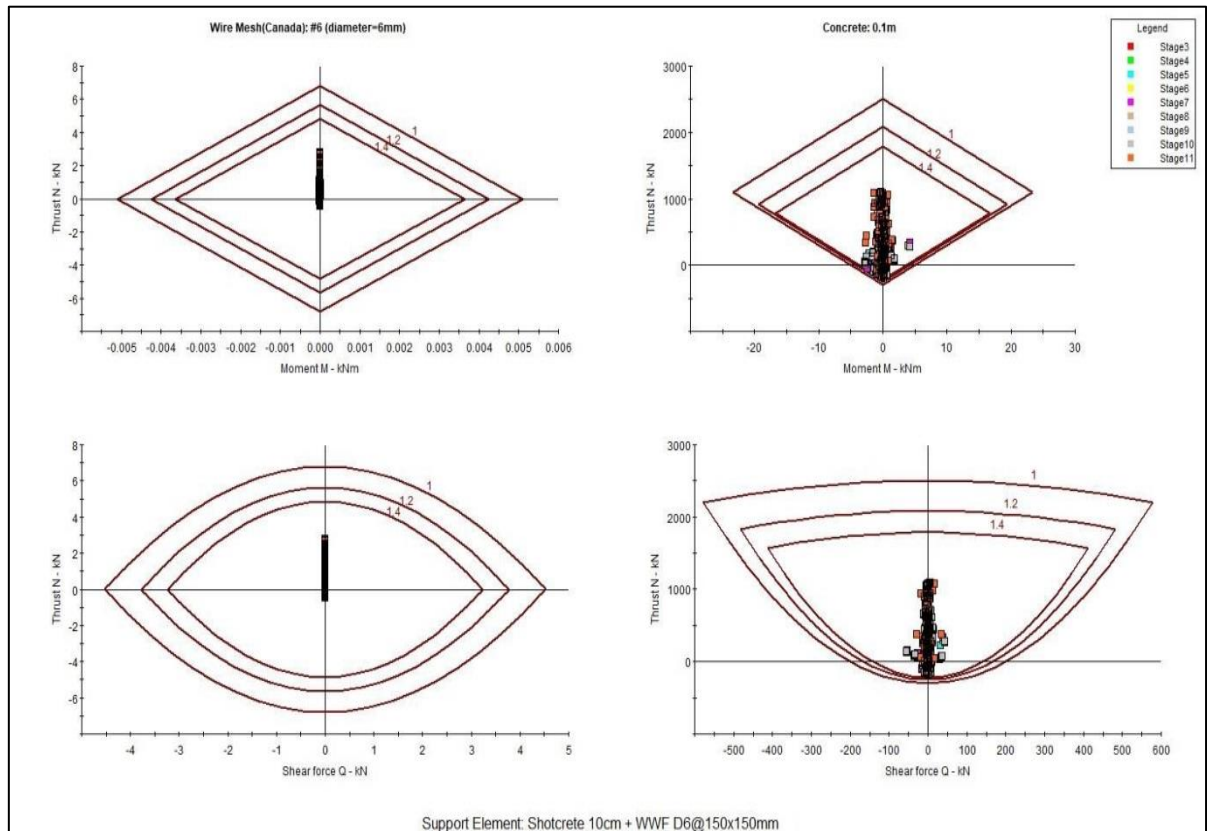 Wire Mesh(Canada): #6 (diameter=6mm)
8
6
4
2
0
-2
-4
-6
Thrust N - kN
1
1.2
1.4
-0.005 -0.004 -0.003 -0.002 -0.001 0.000 0.001 0.002 0.003 0.004 0.005 0.006
Moment M - kNm
Concrete: 0.1m
3000
2000
1000
0
Thrust N - kN
1
1.2
1.4
-20 -10 0 10 20 30
Moment M - kNm
Legend
Stage3
Stage4
Stage5
Stage6
Stage7
Stage8
Stage9
Stage10
Stage11
8
6
4
2
0
-2
-4
-6
Thrust N - kN
1
1.2
1.4
-4 -3 -2 -1 0 1 2 3 4 5
Shear force Q - kN
3000
2000
1000
0
Thrust N - kN
1
1.2
1.4
-500 -400 -300 -200 -100 0 100 200 300 400 500 600
Shear force Q - kN
Support Element: Shotcrete 10cm + WWF D6@150x150mm